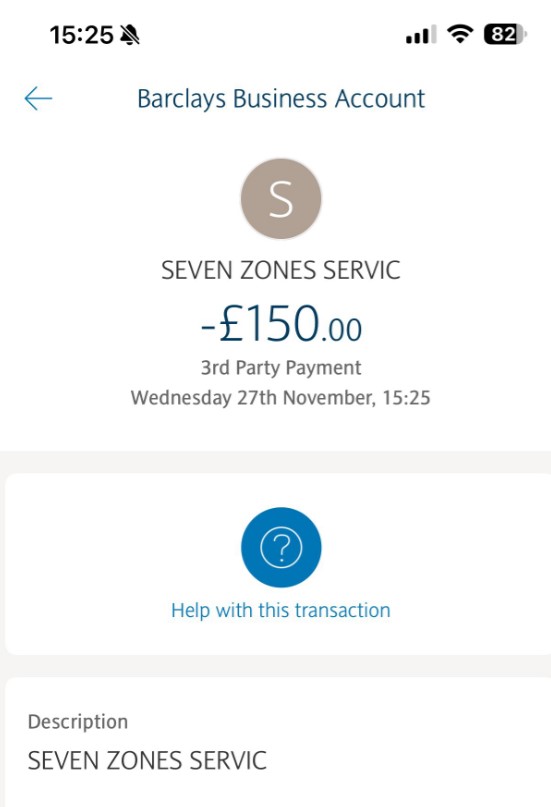 15:25
82
Barclays Business Account
S
SEVEN ZONES SERVIC
-£150.00
3rd Party Payment
Wednesday 27th November, 15:25
?
Help with this transaction
Description
SEVEN ZONES SERVIC